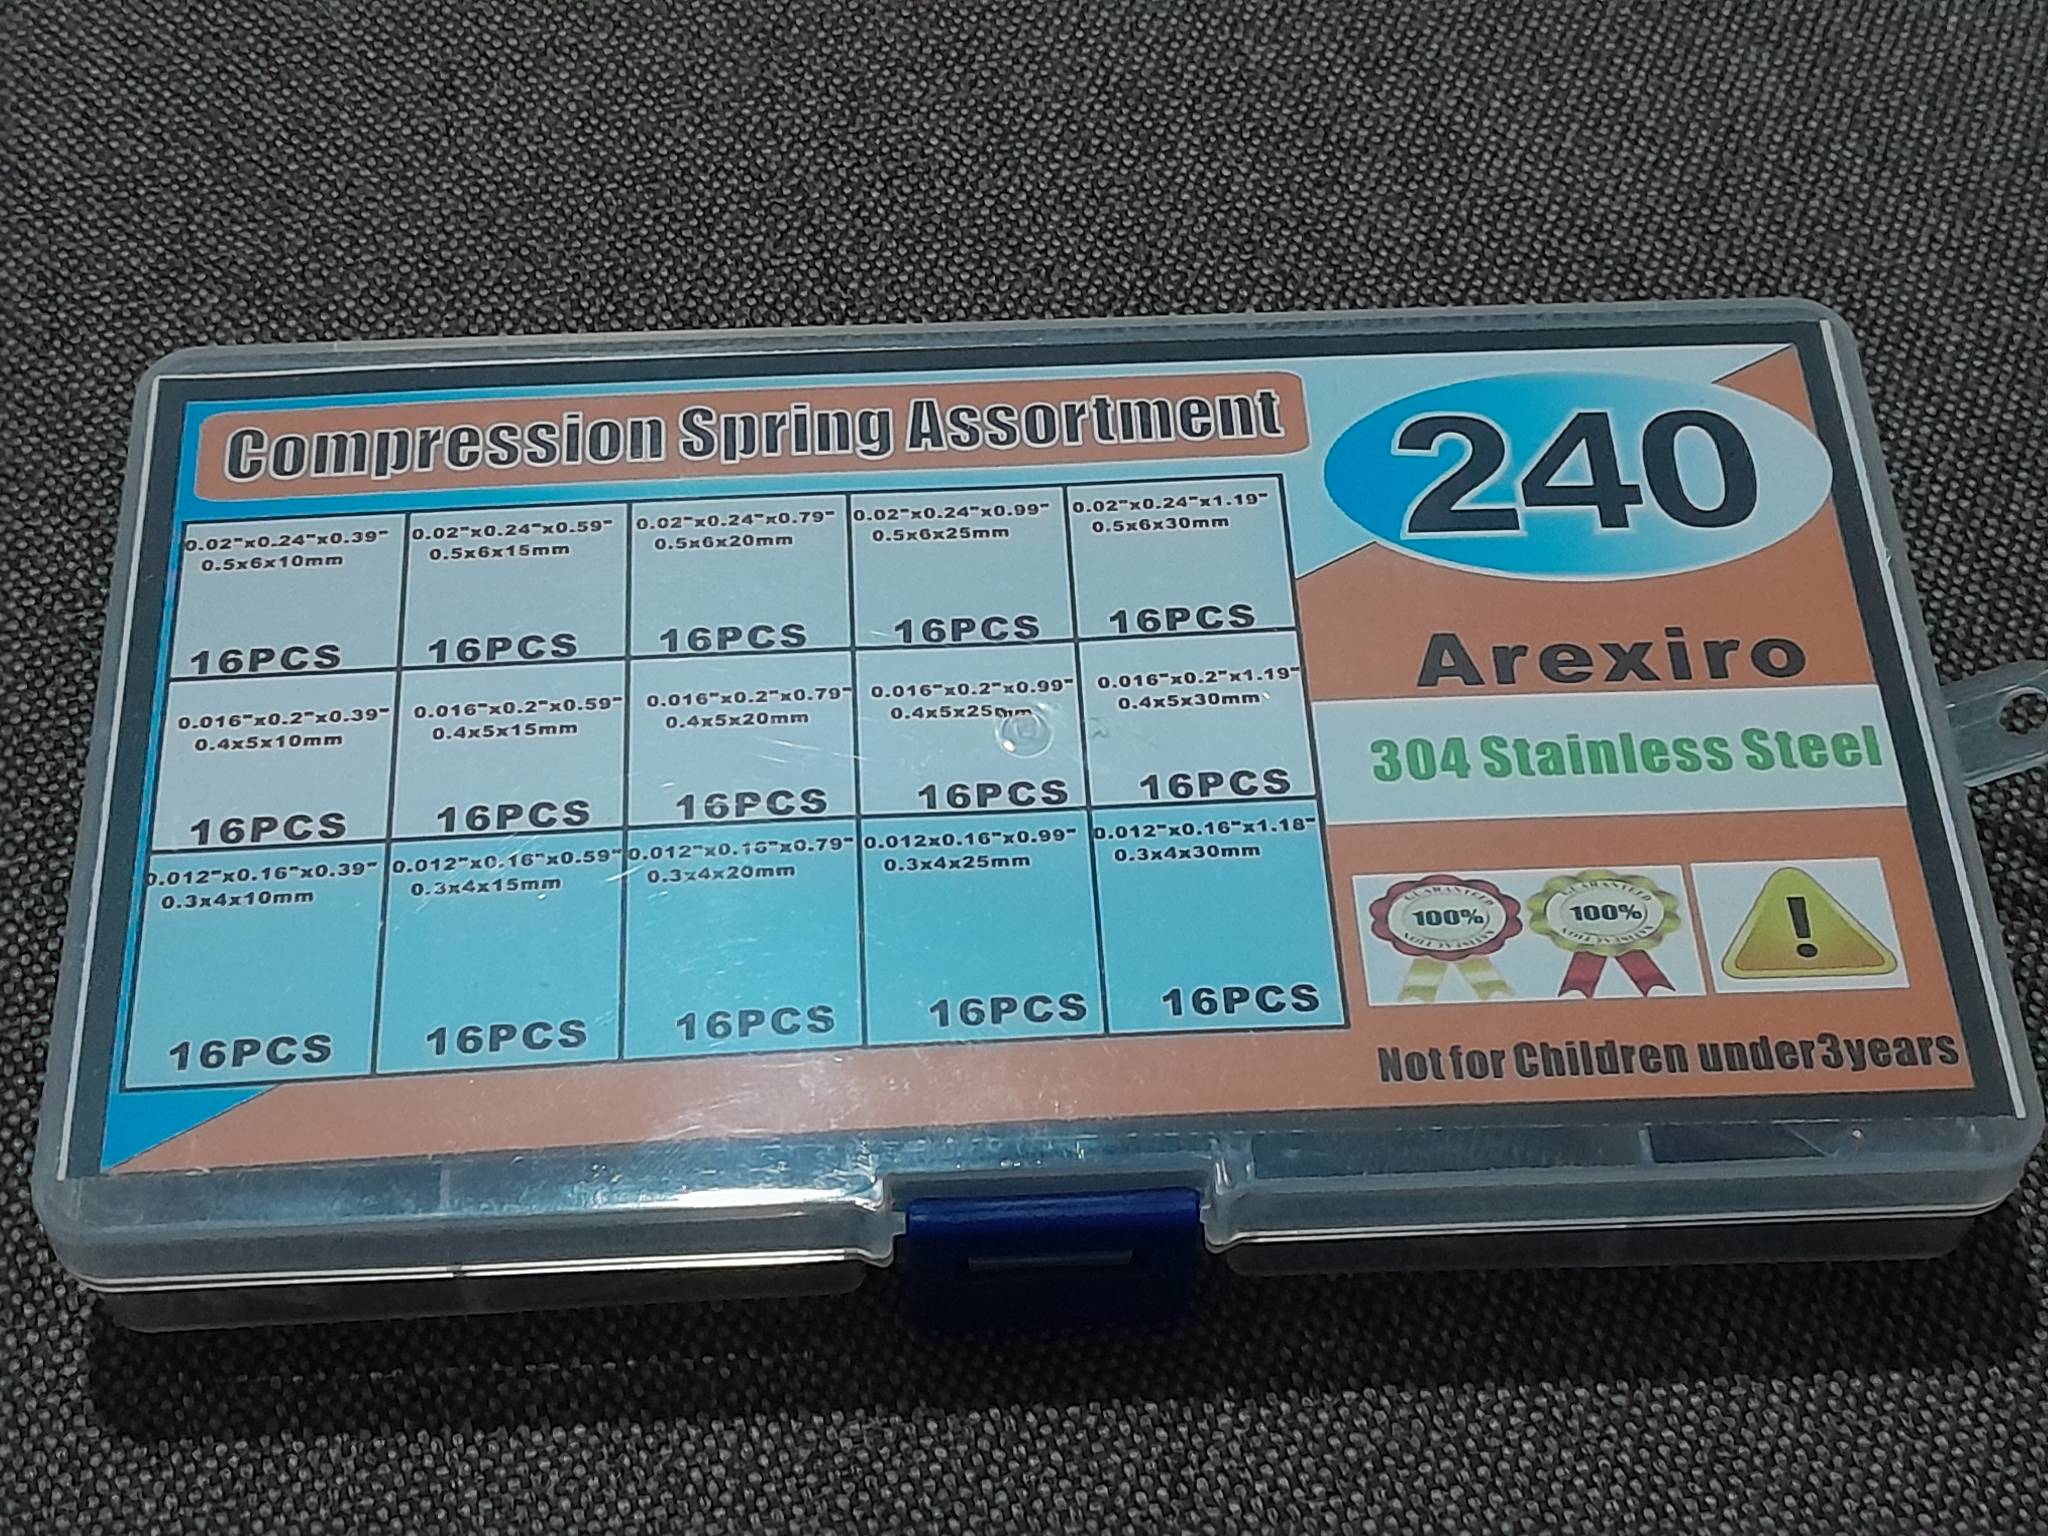 Compression Spring Assortment
240
0.02"x0.24"x0.39"
0.5x6x10mm
16PCS
0.02"x0.24"x0.59"
0.5x6x15mm
16PCS
0.02"x0.24"x0.79"
0.5x6x20mm
16PCS
0.02"x0.24"x0.99"
0.5x6x25mm
16PCS
0.02"x0.24"x1.19"
0.5x6x30mm
16PCS
0.016"x0.2"x0.39"
0.4x5x10mm
16PCS
0.016"x0.2"x0.59"
0.4x5x15mm
16PCS
0.016"x0.2"x0.79"
0.4x5x20mm
16PCS
0.016"x0.2"x0.99"
0.4x5x25mm
16PCS
0.016"x0.2"x1.19"
0.4x5x30mm
16PCS
0.012"x0.16"x0.39"
0.3x4x10mm
16PCS
0.012"x0.16"x0.59"
0.3x4x15mm
16PCS
0.012"x0.16"x0.79"
0.3x4x20mm
16PCS
0.012x0.16"x0.99"
0.3x4x25mm
16PCS
0.012"x0.16"x1.18"
0.3x4x30mm
16PCS
Arexiro
304 Stainless Steel
GUARANTEED
100%
GUARANTEED
100%
!
Not for Children under3years